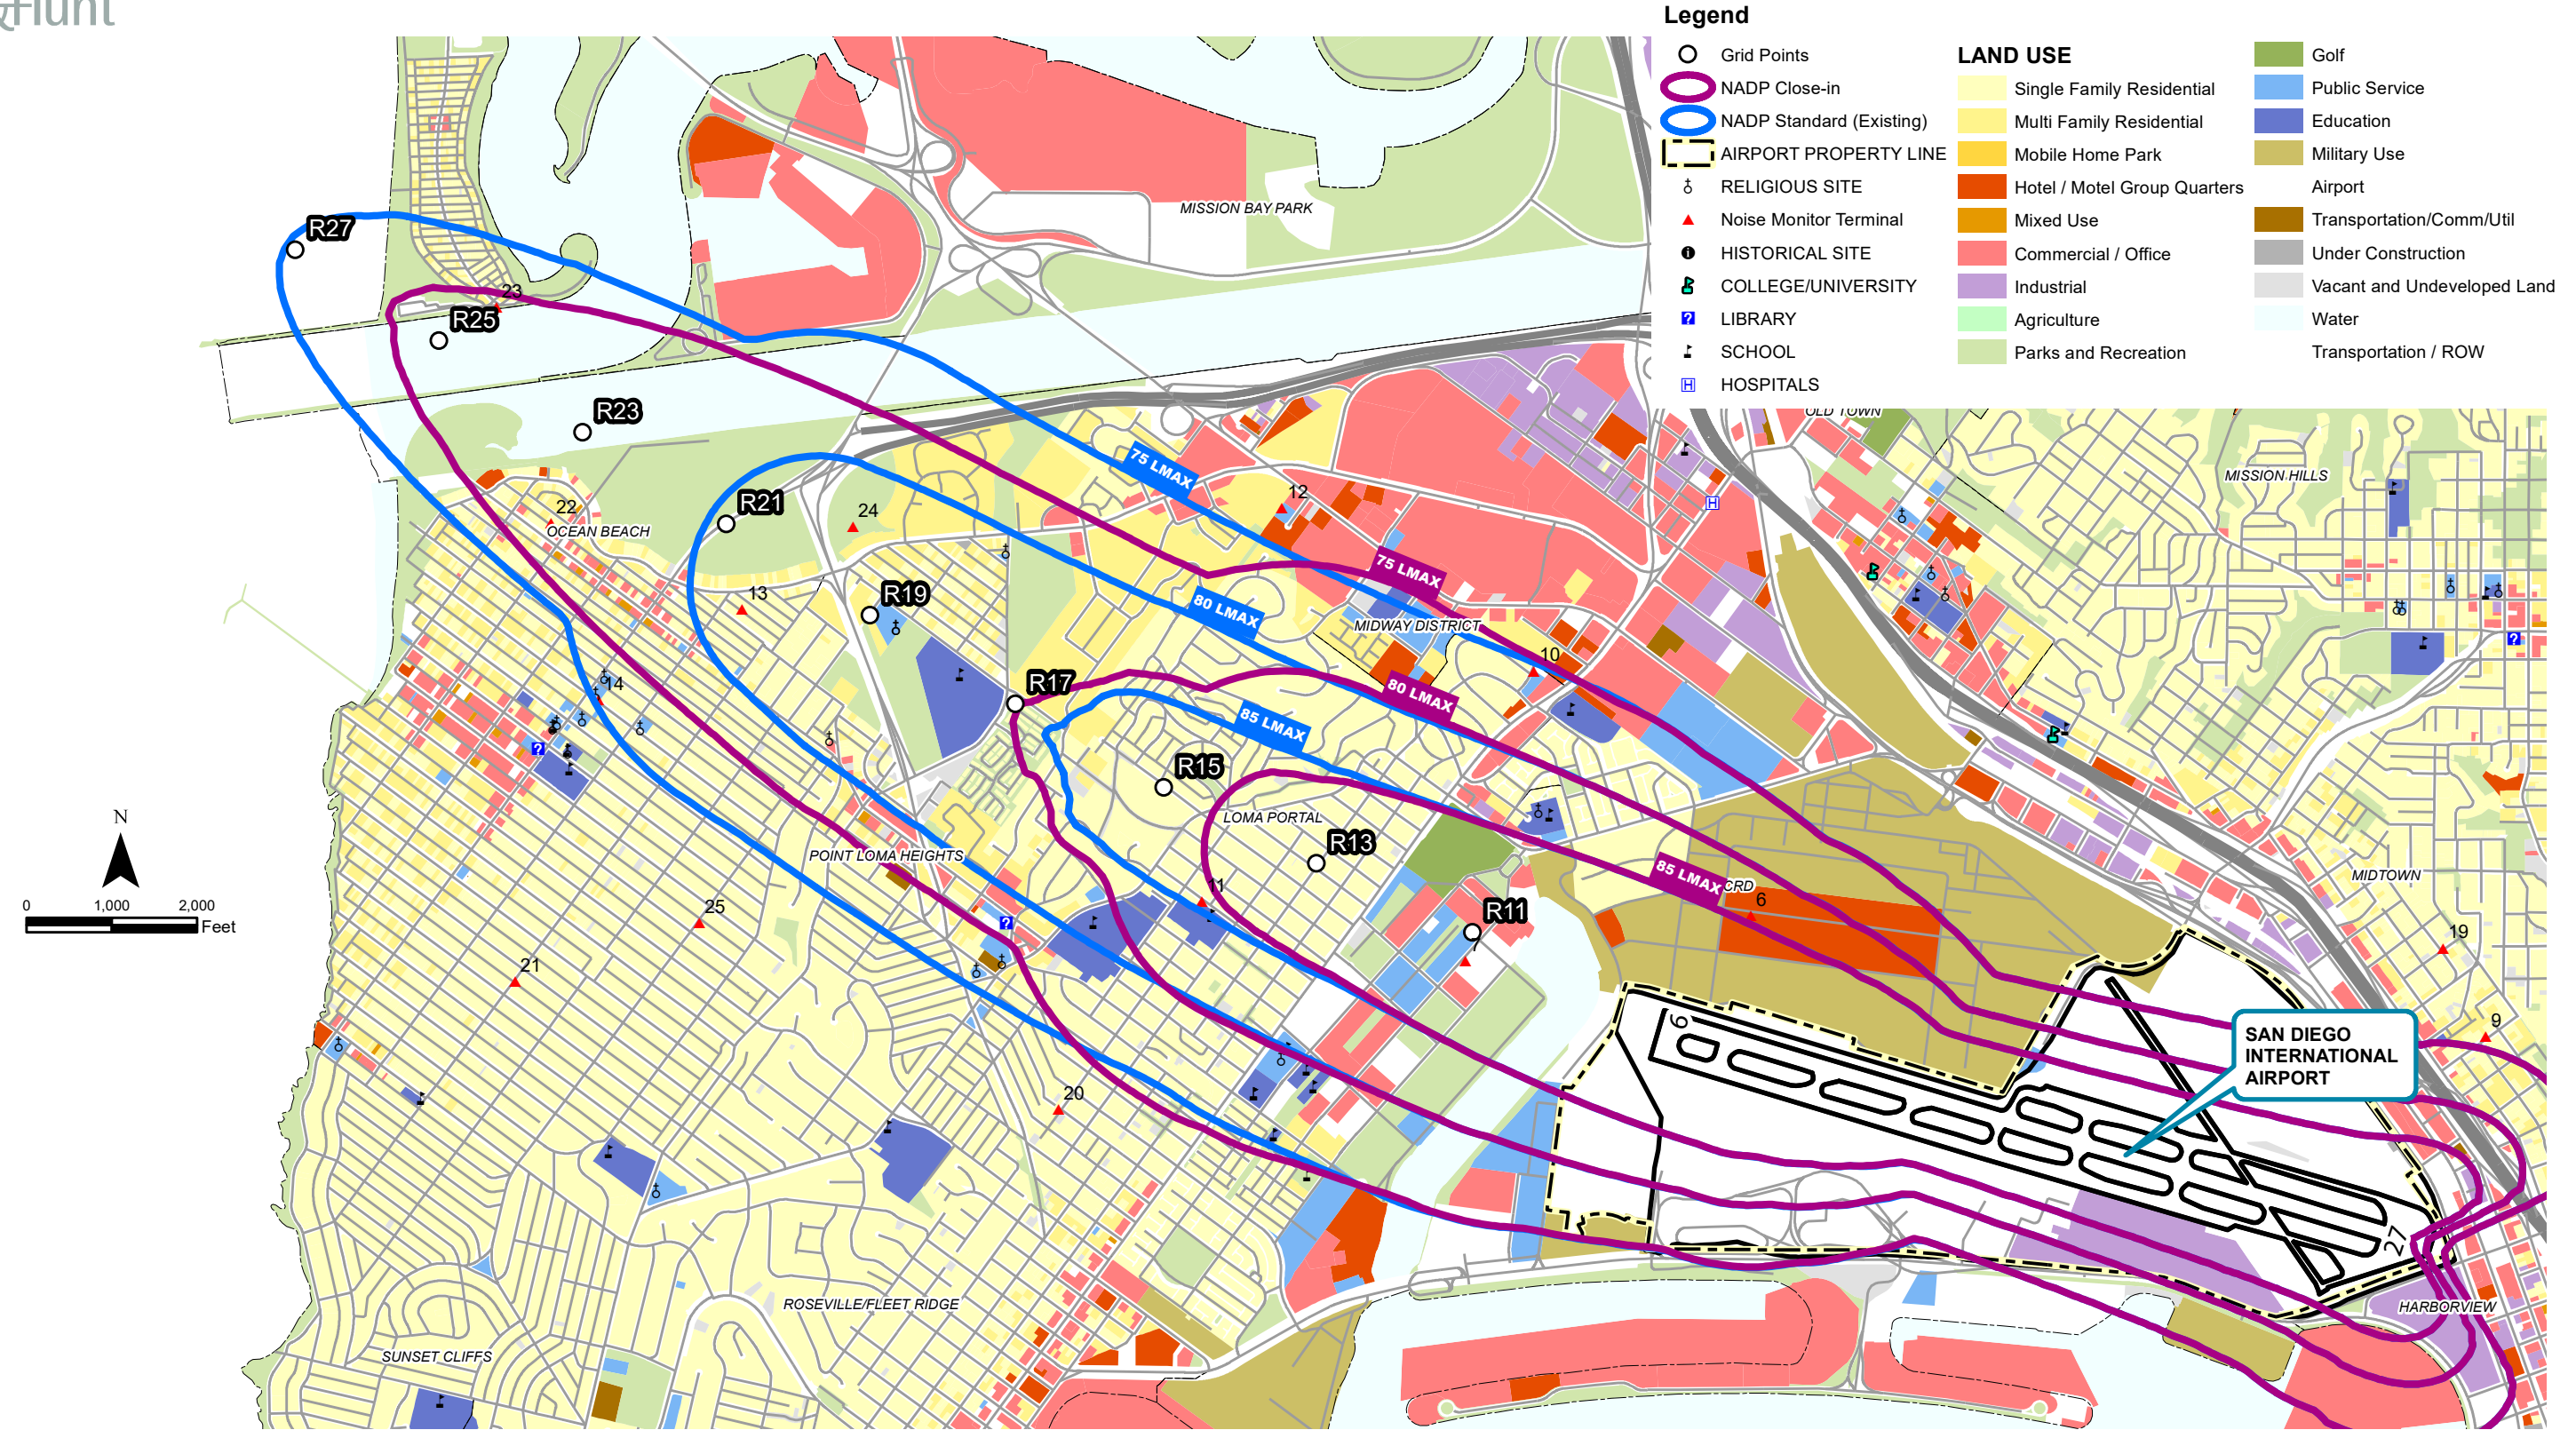 Hunt
Legend
Grid Points
NADP Close-in
NADP Standard (Existing)
AIRPORT PROPERTY LINE
RELIGIOUS SITE
Noise Monitor Terminal
HISTORICAL SITE
COLLEGE/UNIVERSITY
LIBRARY
SCHOOL
HOSPITALS
LAND USE
Single Family Residential
Multi Family Residential
Mobile Home Park
Hotel / Motel Group Quarters
Mixed Use
Commercial / Office
Industrial
Agriculture
Parks and Recreation
Golf
Public Service
Education
Military Use
Airport
Transportation/Comm/Util
Under Construction
Vacant and Undeveloped Land
Water
Transportation / ROW
MISSION BAY PARK
R27
23
R25
R23
OLD TOWN
75 LMAX
MISSION HILLS
R21
12
22
24
OCEAN BEACH
75 LMAX
13
R19
80 LMAX
MIDWAY DISTRICT
10
14
R17
80 LMAX
85 LMAX
R15
LOMA PORTAL
R13
POINT LOMA HEIGHTS
85 LMAX
CRD
MIDTOWN
11
6
R11
7
25
19
21
N
0 1,000 2,000
Feet
9
9
SAN DIEGO
INTERNATIONAL
AIRPORT
20
27
ROSEVILLE/FLEET RIDGE
HARBORVIEW
SUNSET CLIFFS